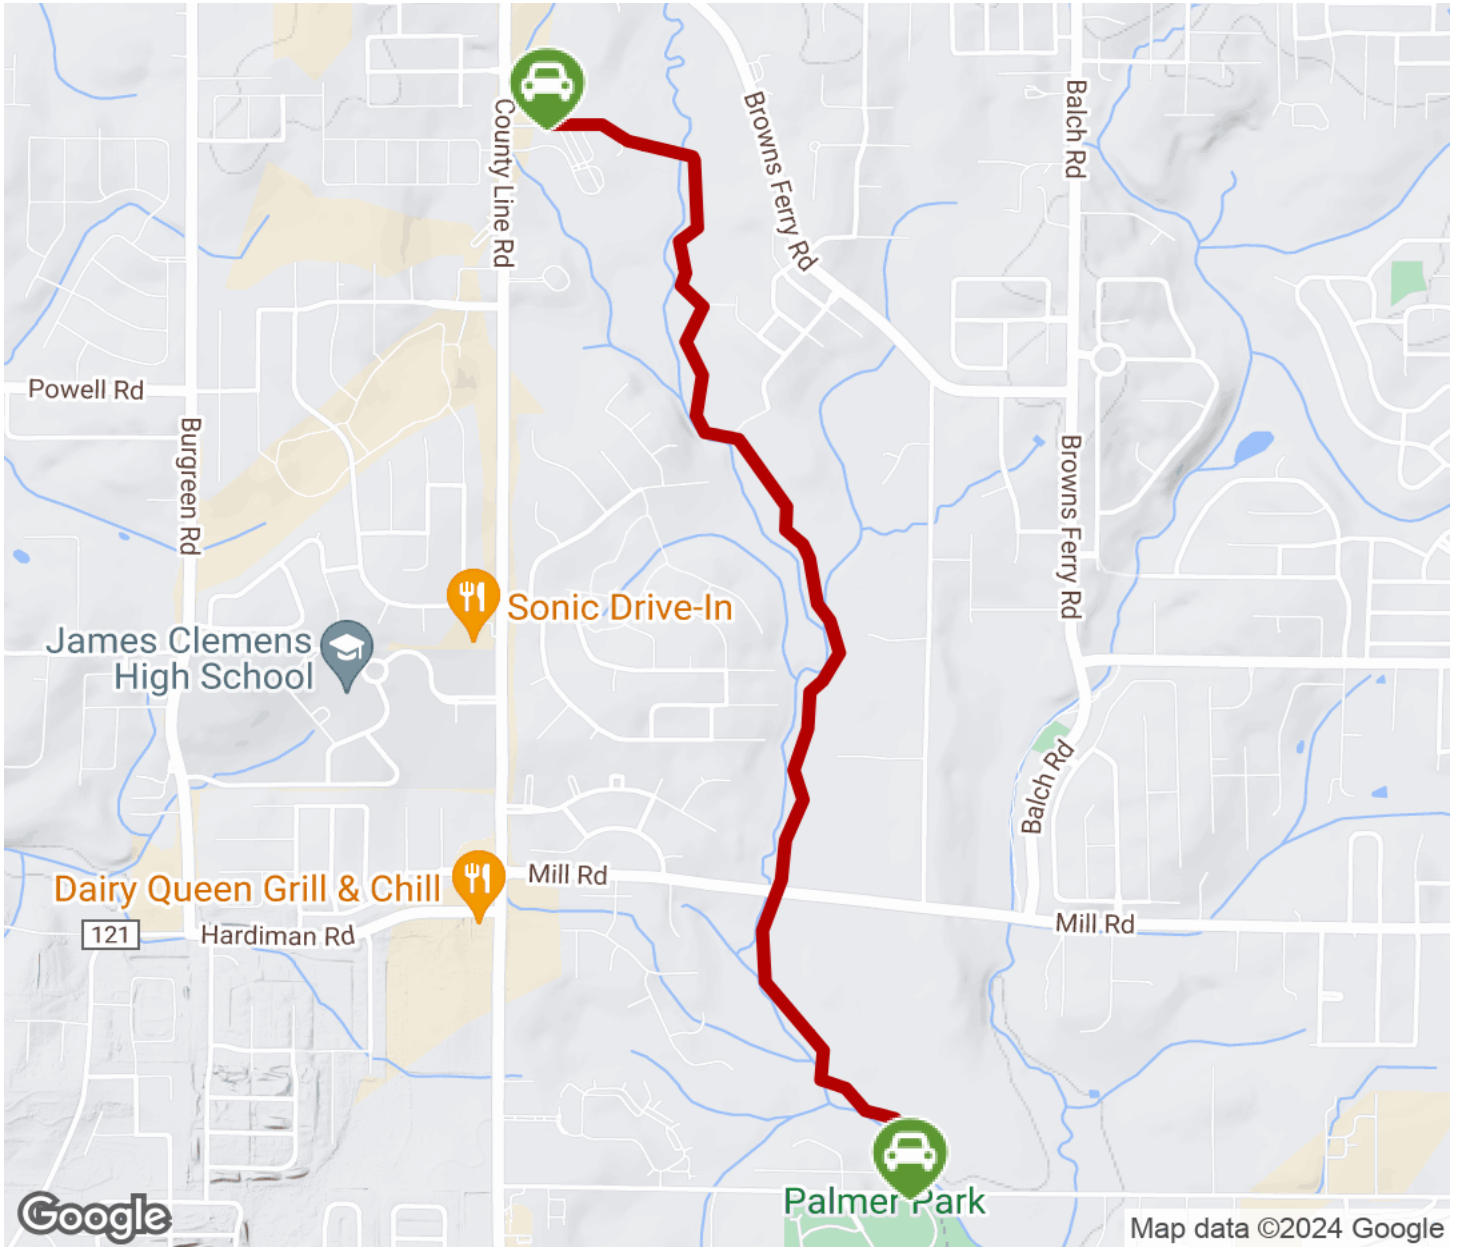 County Line Rd
Browns Ferry Rd
Balch Rd
Powell Rd
Burgreen Rd
Browns Ferry Rd
Sonic Drive-In
James Clemens
High School
Balch Rd
Mill Rd
Dairy Queen Grill & Chill
121
Hardiman Rd
Mill Rd
Palmer Park
Google
Map data ©2024 Google